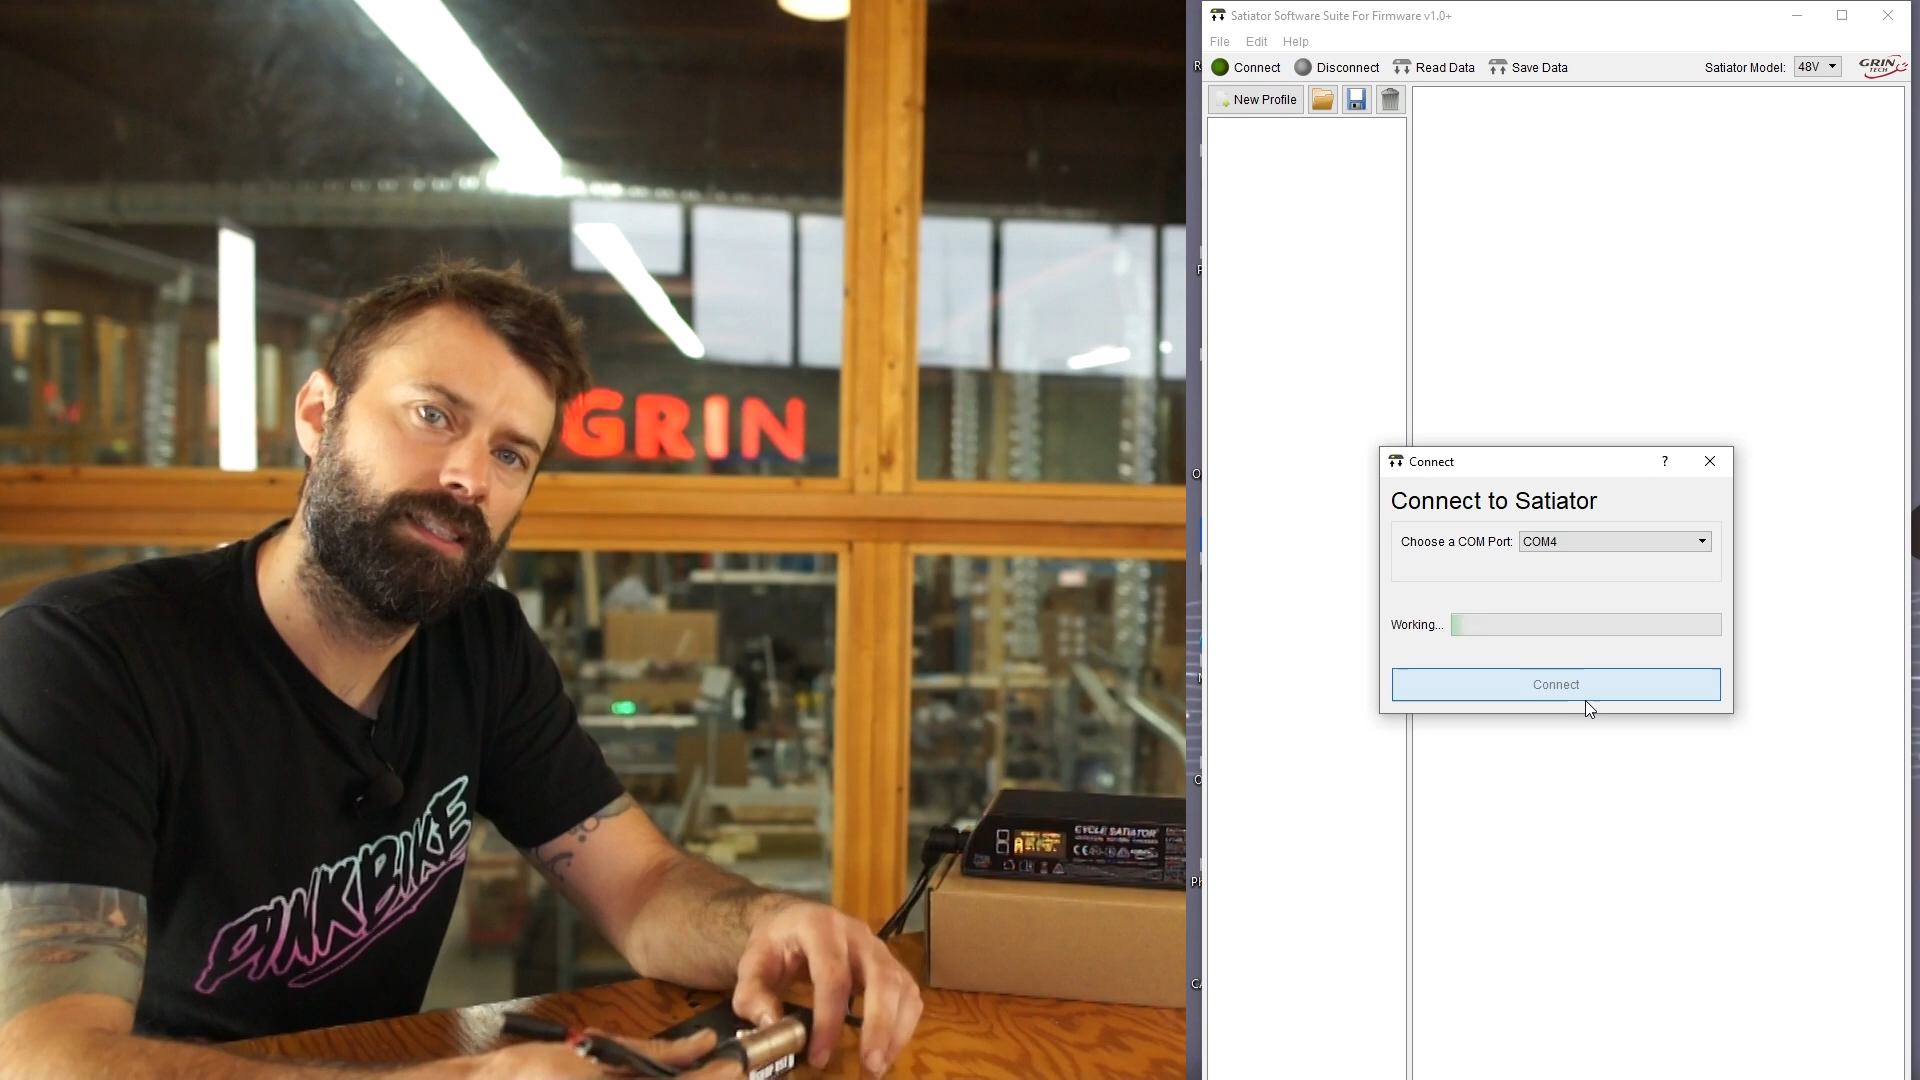 GRIN
PINKBIKE
CYCLE SATIATOR
Satiator Software Suite For Firmware v1.0+
File Edit Help
Connect Disconnect Read Data Save Data Satiator Model: 48V GRIN TECH
New Profile
Connect ?
Connect to Satiator
Choose a COM Port: COM4
Working...
Connect